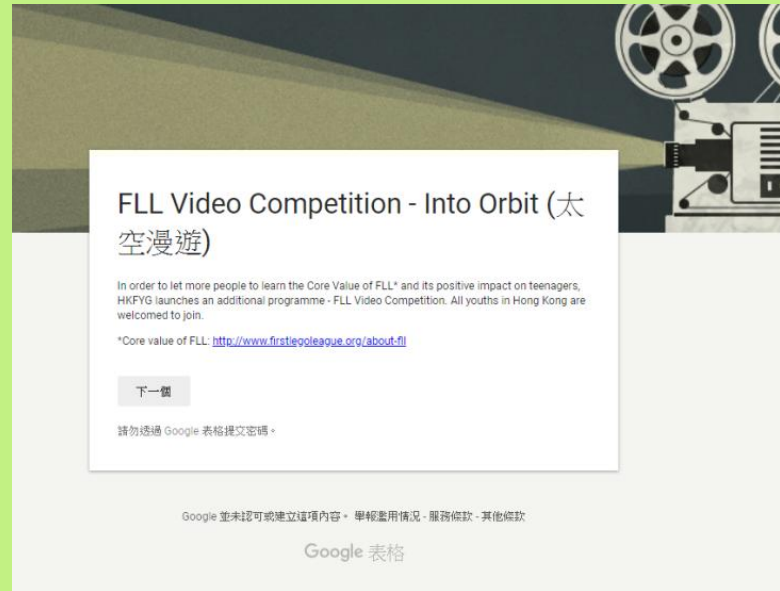 FLL Video Competition - Into Orbit (太
空漫遊)
In order to let more people to learn the Core Value of FLL* and its positive impact on teenagers,
HKFYG launches an additional programme - FLL Video Competition. All youths in Hong Kong are
welcomed to join.
*Core value of FLL: http://www.firstlegoleague.org/about-fll
下一個
請勿透過 Google 表格提交密碼。
Google 並未認可或建立這項內容。 舉報濫用情況 - 服務條款 - 其他條款
Google 表格